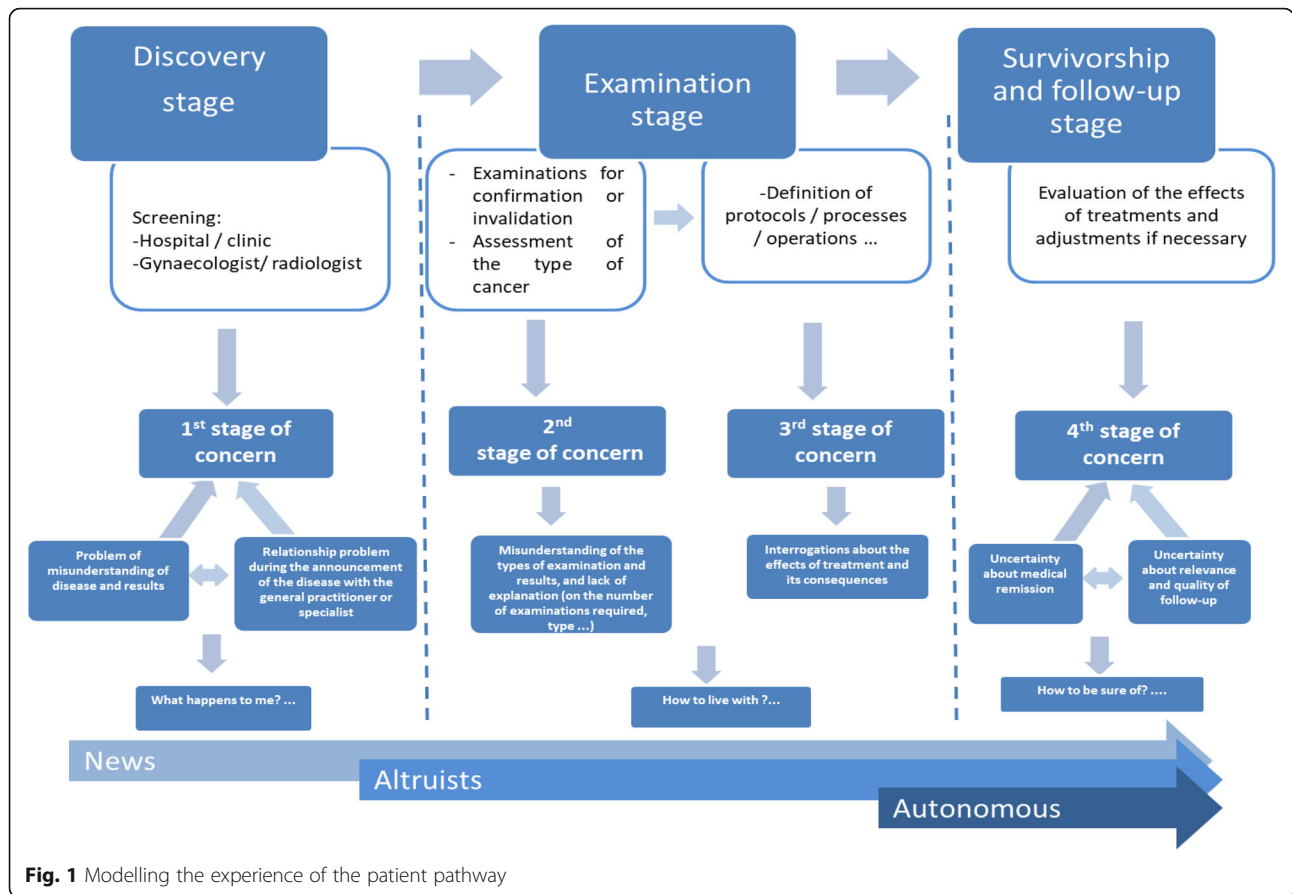 Discovery
stage
Examination
stage
Survivorship
and follow-up
stage
Screening:
-Hospital / clinic
-Gynaecologist/ radiologist
- Examinations for
confirmation or
invalidation
- Assessment of
the type of
cancer
-Definition of
protocols / processes
/ operations ...
Evaluation of the effects
of treatments and
adjustments if necessary
1st stage of
concern
2nd
stage of concern
3rd stage of
concern
4th stage of
concern
Problem of
misunderstanding of
disease and results
Relationship problem
during the announcement
of the disease with the
general practitioner or
specialist
Misunderstanding of the
types of examination and
results, and lack of
explanation (on the number
of examinations required,
type ...)
Interrogations about the
effects of treatment and
its consequences
Uncertainty
about medical
remission
Uncertainty
about relevance
and quality of
follow-up
What happens to me? ...
How to live with ?...
How to be sure of? ....
News
Altruists
Autonomous
Fig. 1 Modelling the experience of the patient pathway